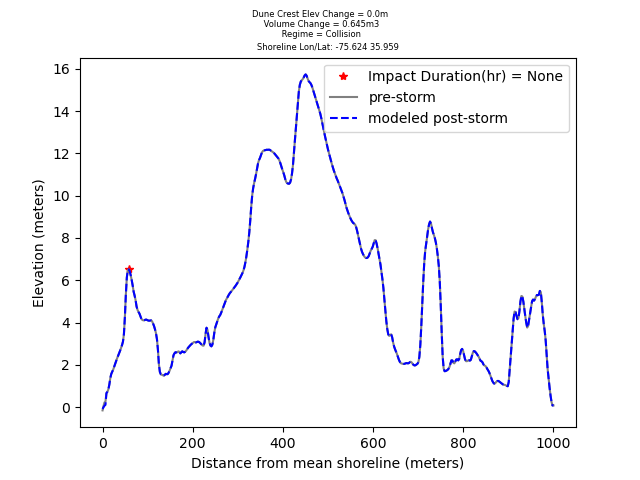 Dune Crest Elev Change = 0.0m
Volume Change = 0.645m3
Regime = Collision
Shoreline Lon/Lat: -75.624 35.959
Impact Duration(hr) = None
pre-storm
modeled post-storm
16
14
12
10
8
6
4
2
0
Elevation (meters)
0 200 400 600 800 1000
Distance from mean shoreline (meters)